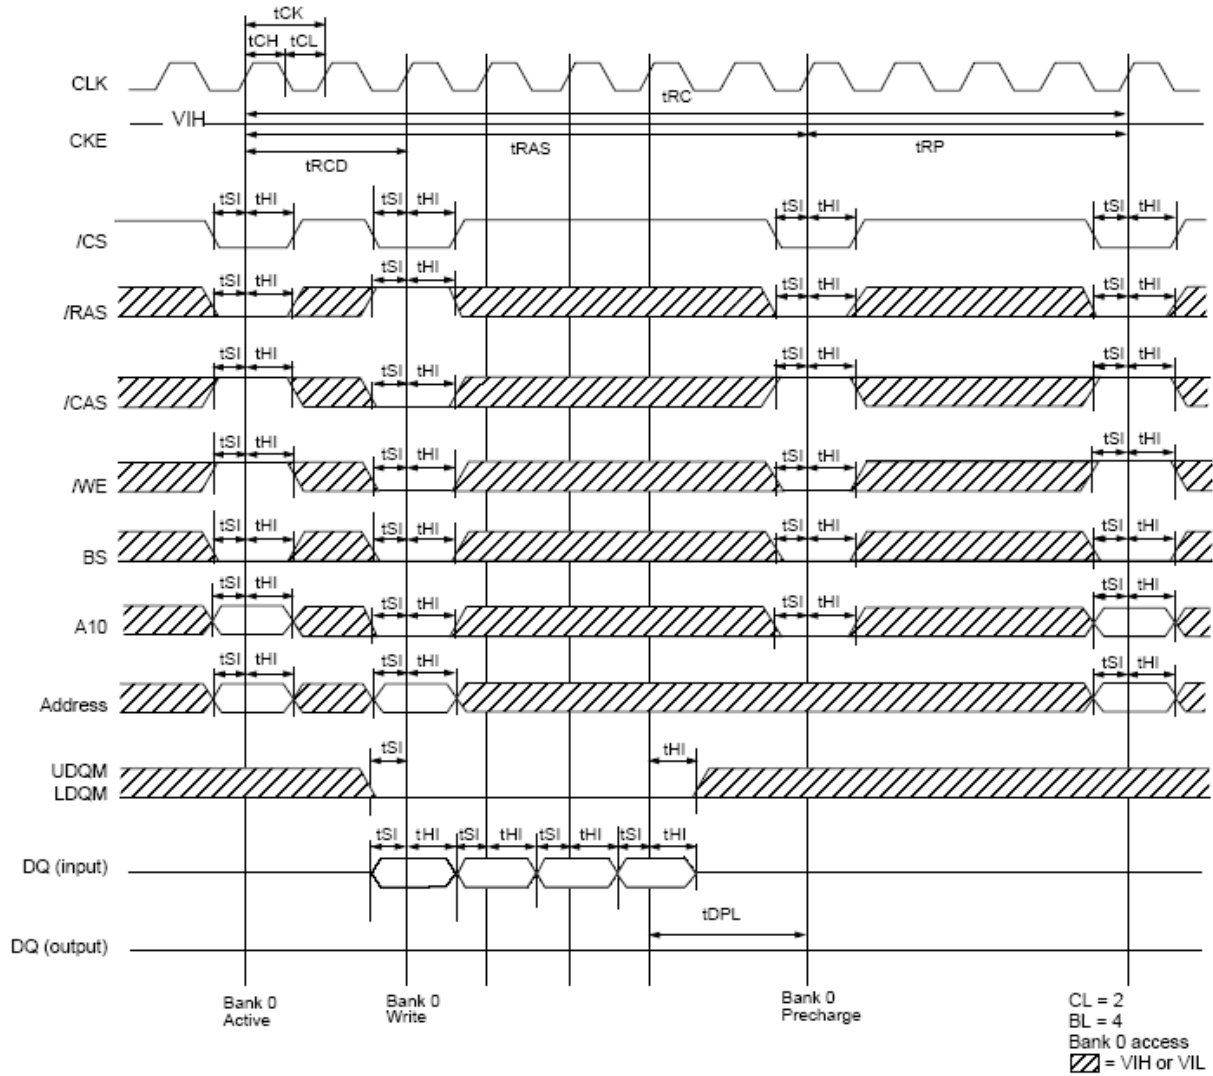 tCK
tCH tCL
CLK
tRC
VIH
CKE
tRAS tRP
tRCD
tSI tHI tSI tHI tSI tHI tSI tHI
/CS
tSI tHI
tSI tHI tSI tHI tSI tHI
/RAS
tSI tHI tSI tHI tSI tHI
tSI tHI
/CAS
tSI tHI tSI tHI
tSI tHI tSI tHI
/WE
tSI tHI tSI tHI tSI tHI tSI tHI
BS
tSI tHI tSI tHI tSI tHI tSI tHI
A10
tSI tHI tSI tHI tSI tHI
Address
tSI tHI
UDQM
LDQM
tSI tHI tSI tHI tSI tHI tSI tHI
DQ (input)
tDPL
DQ (output)
Bank 0
Active
Bank 0
Write
Bank 0
Precharge
CL = 2
BL = 4
Bank 0 access
= VIH or VIL